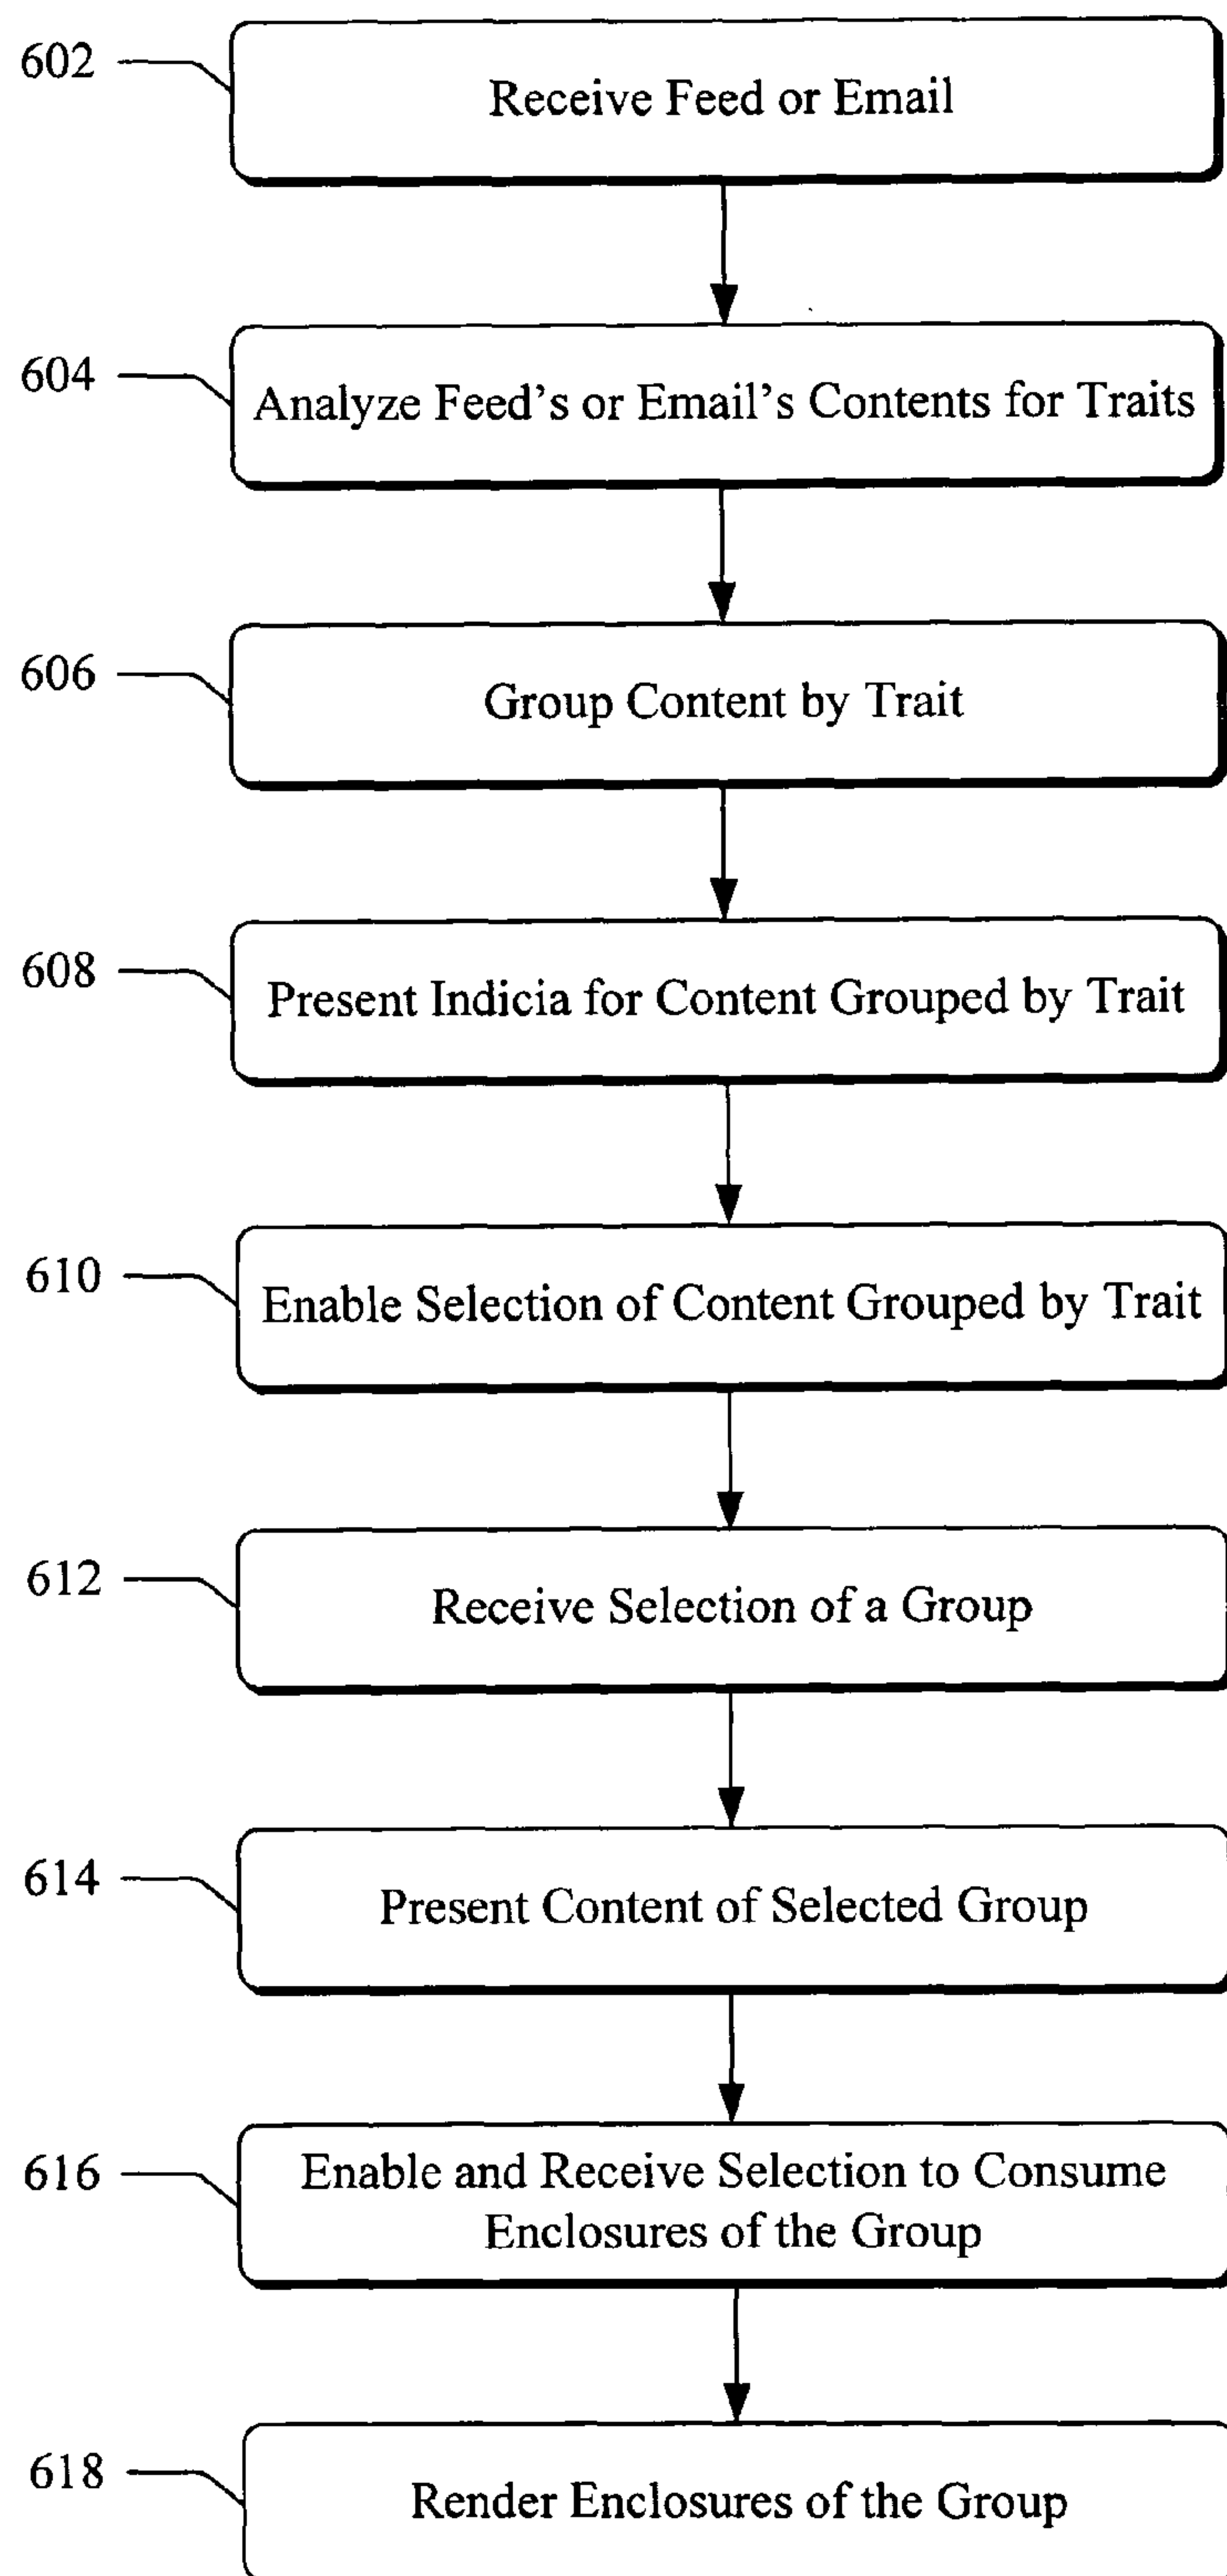 602
Receive Feed or Email
604
Analyze Feed's or Email's Contents for Traits
606
Group Content by Trait
608
Present Indicia for Content Grouped by Trait
610
Enable Selection of Content Grouped by Trait
612
Receive Selection of a Group
614
Present Content of Selected Group
616
Enable and Receive Selection to Consume
Enclosures of the Group
618
Render Enclosures of the Group